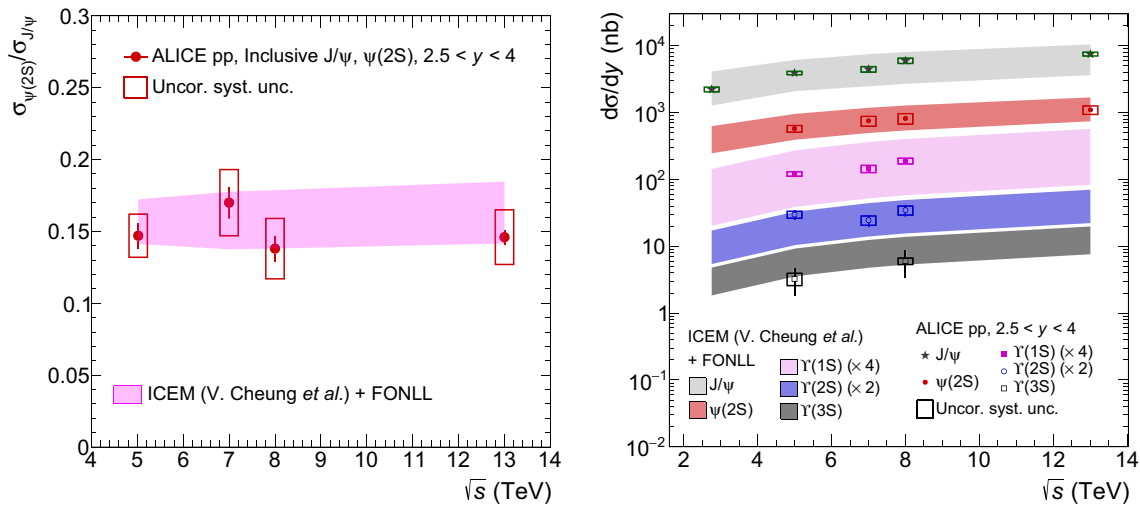 σψ(2S)/σJ/ψ
0.3
0.25
0.2
0.15
0.1
0.05
0
ALICE pp, Inclusive J/ψ, ψ(2S), 2.5 < y < 4
Uncor. syst. unc.
ICEM (V. Cheung et al.) + FONLL
4 5 6 7 8 9 10 11 12 13 14
√s (TeV)
dσ/dy (nb)
10⁴
10³
10²
10
1
10⁻¹
10⁻²
ICEM (V. Cheung et al.)
+ FONLL
J/ψ
ψ(2S)
ϒ(1S) (× 4)
ϒ(2S) (× 2)
ϒ(3S)
ALICE pp, 2.5 < y < 4
J/ψ
ψ(2S)
ϒ(1S) (× 4)
ϒ(2S) (× 2)
ϒ(3S)
Uncor. syst. unc.
2 4 6 8 10 12 14
√s (TeV)